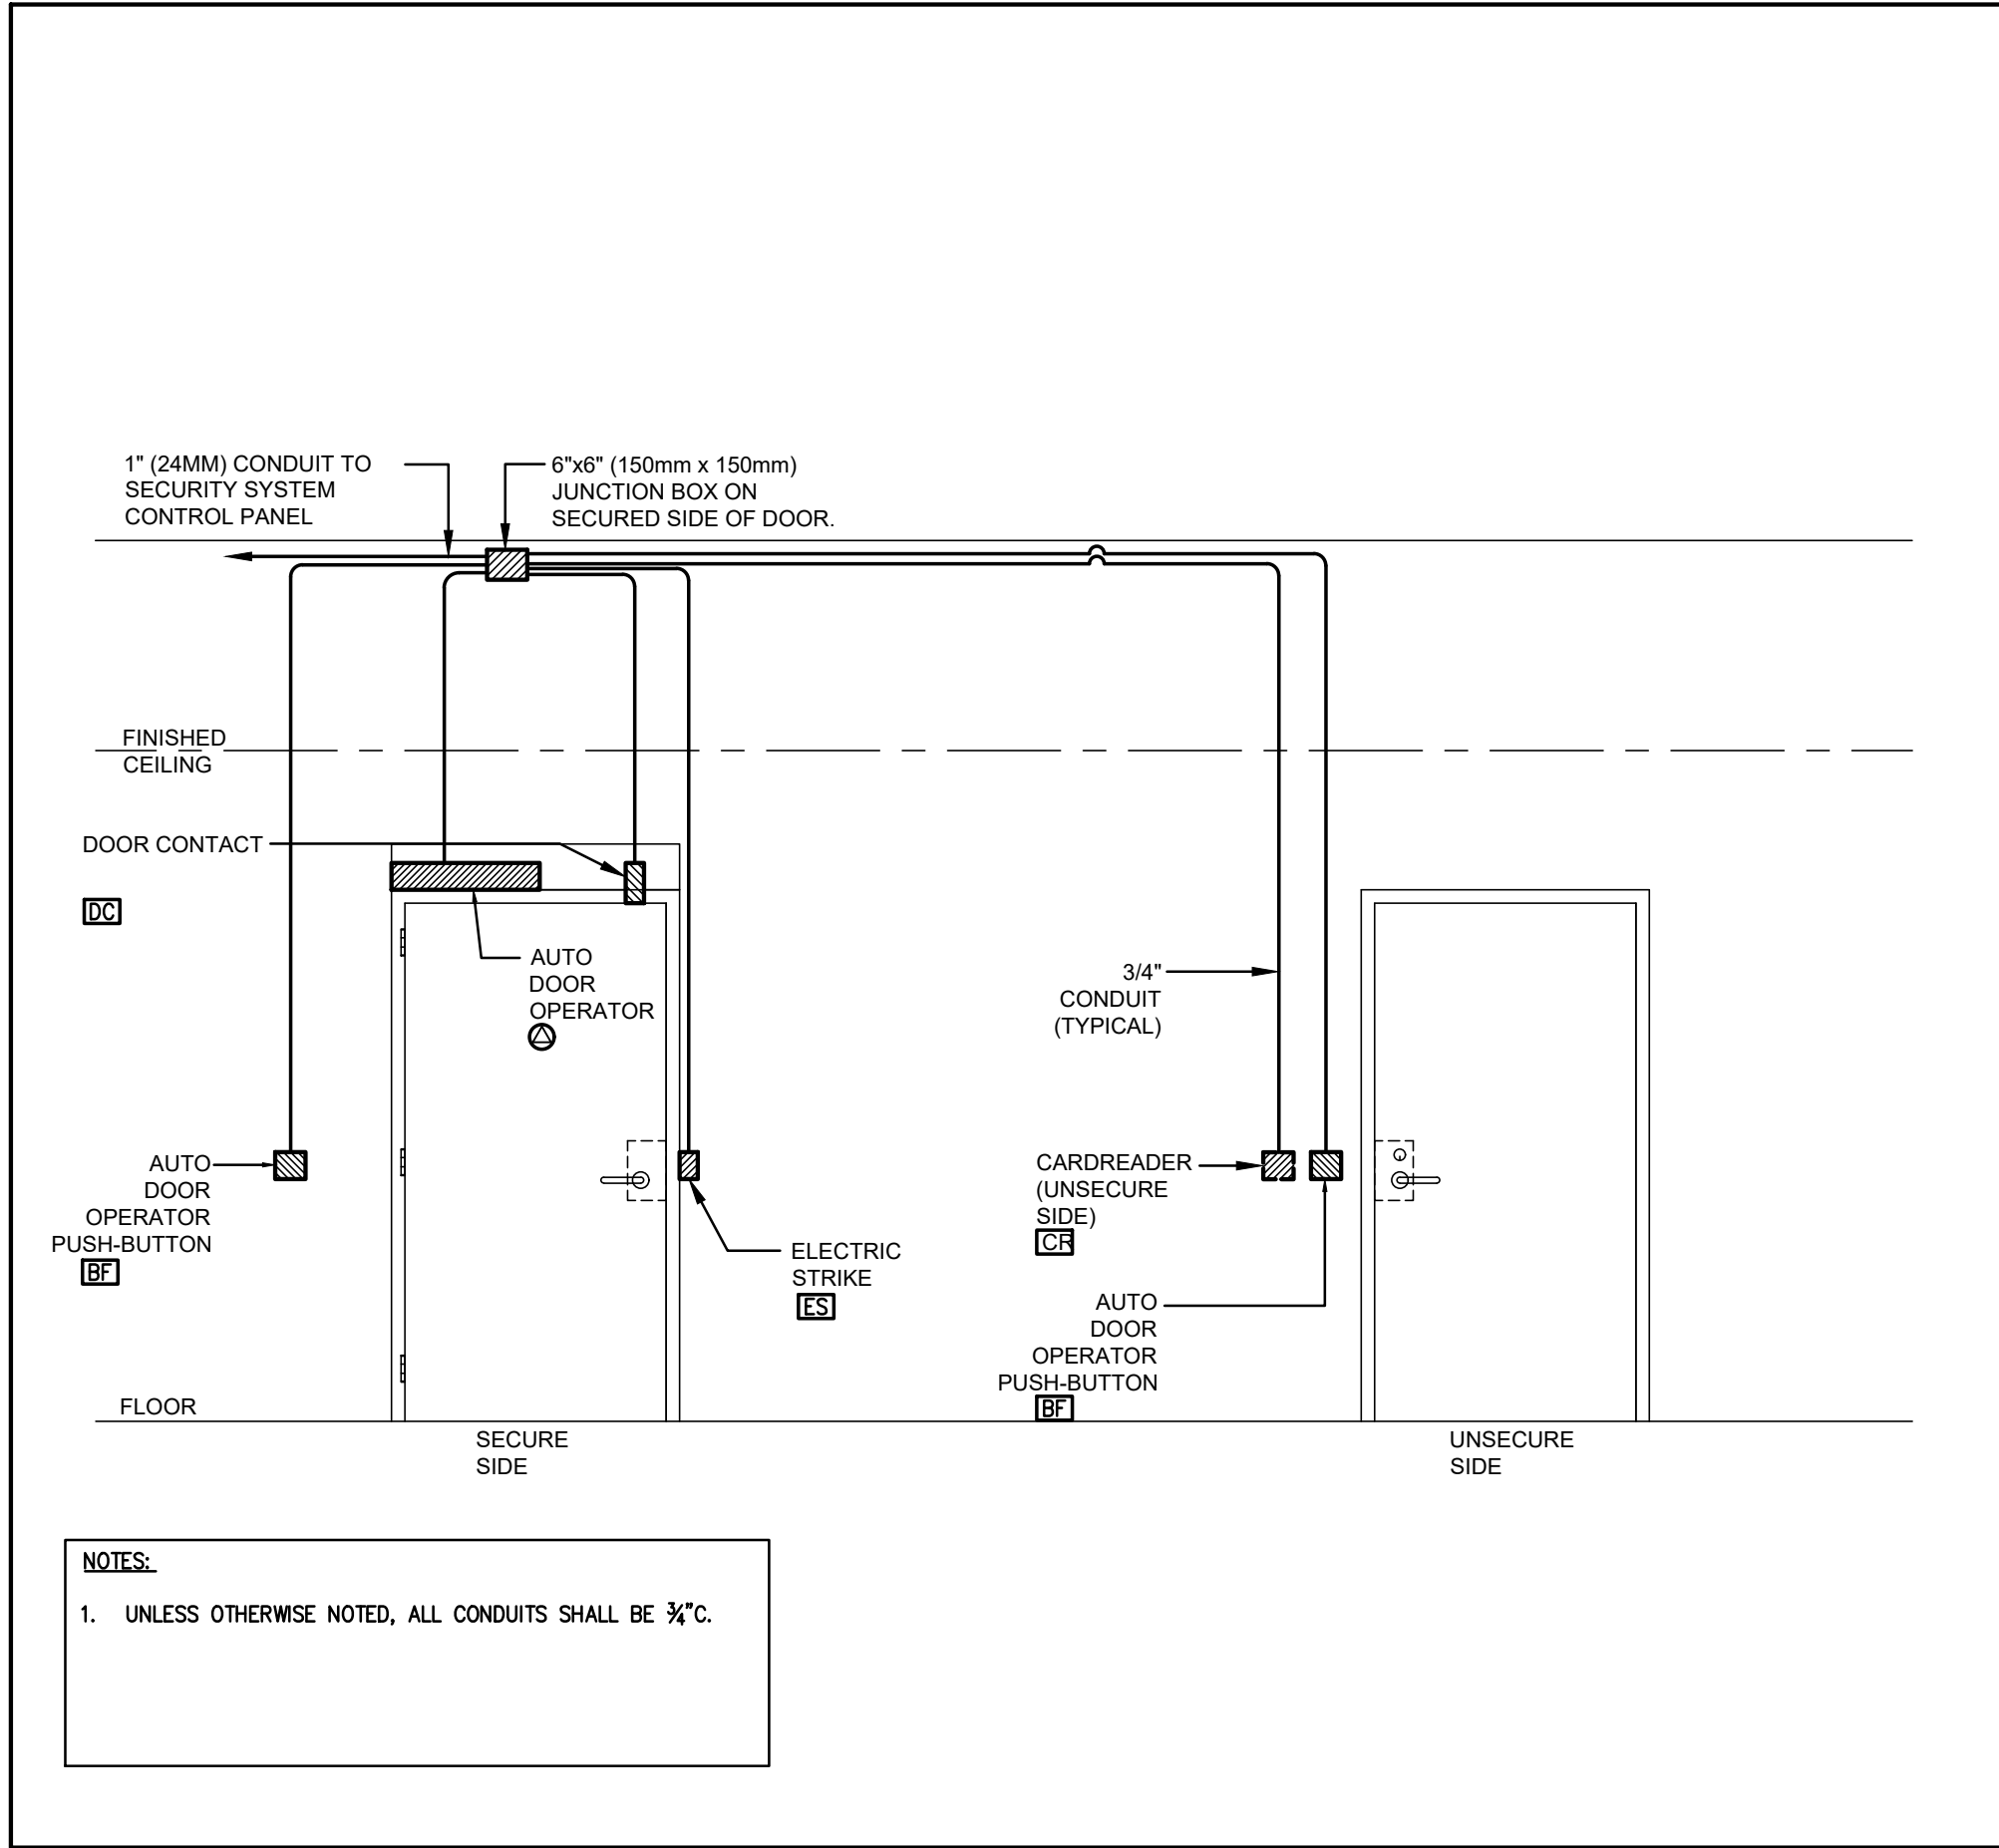 1" (24MM) CONDUIT TO
SECURITY SYSTEM
CONTROL PANEL
6"x6" (150mm x 150mm)
JUNCTION BOX ON
SECURED SIDE OF DOOR.
FINISHED
CEILING
DOOR CONTACT
DC
AUTO
DOOR
OPERATOR
3/4"
CONDUIT
(TYPICAL)
AUTO
DOOR
OPERATOR
PUSH-BUTTON
BF
ELECTRIC
STRIKE
ES
CARDREADER
(UNSECURE
SIDE)
CR
AUTO
DOOR
OPERATOR
PUSH-BUTTON
BF
FLOOR
SECURE
SIDE
UNSECURE
SIDE
NOTES:
1. UNLESS OTHERWISE NOTED, ALL CONDUITS SHALL BE ¾"C.